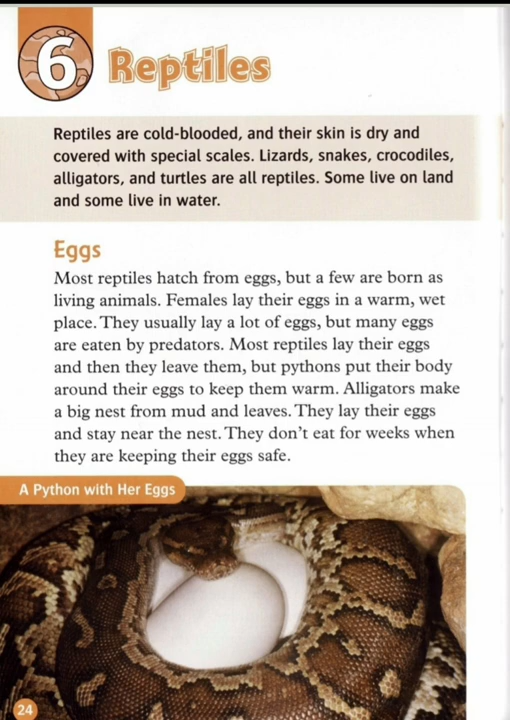 6 Reptiles
Reptiles are cold-blooded, and their skin is dry and
covered with special scales. Lizards, snakes, crocodiles,
alligators, and turtles are all reptiles. Some live on land
and some live in water.
Eggs
Most reptiles hatch from eggs, but a few are born as
living animals. Females lay their eggs in a warm, wet
place. They usually lay a lot of eggs, but many eggs
are eaten by predators. Most reptiles lay their eggs
and then they leave them, but pythons put their body
around their eggs to keep them warm. Alligators make
a big nest from mud and leaves. They lay their eggs
and stay near the nest. They don't eat for weeks when
they are keeping their eggs safe.
A Python with Her Eggs
24